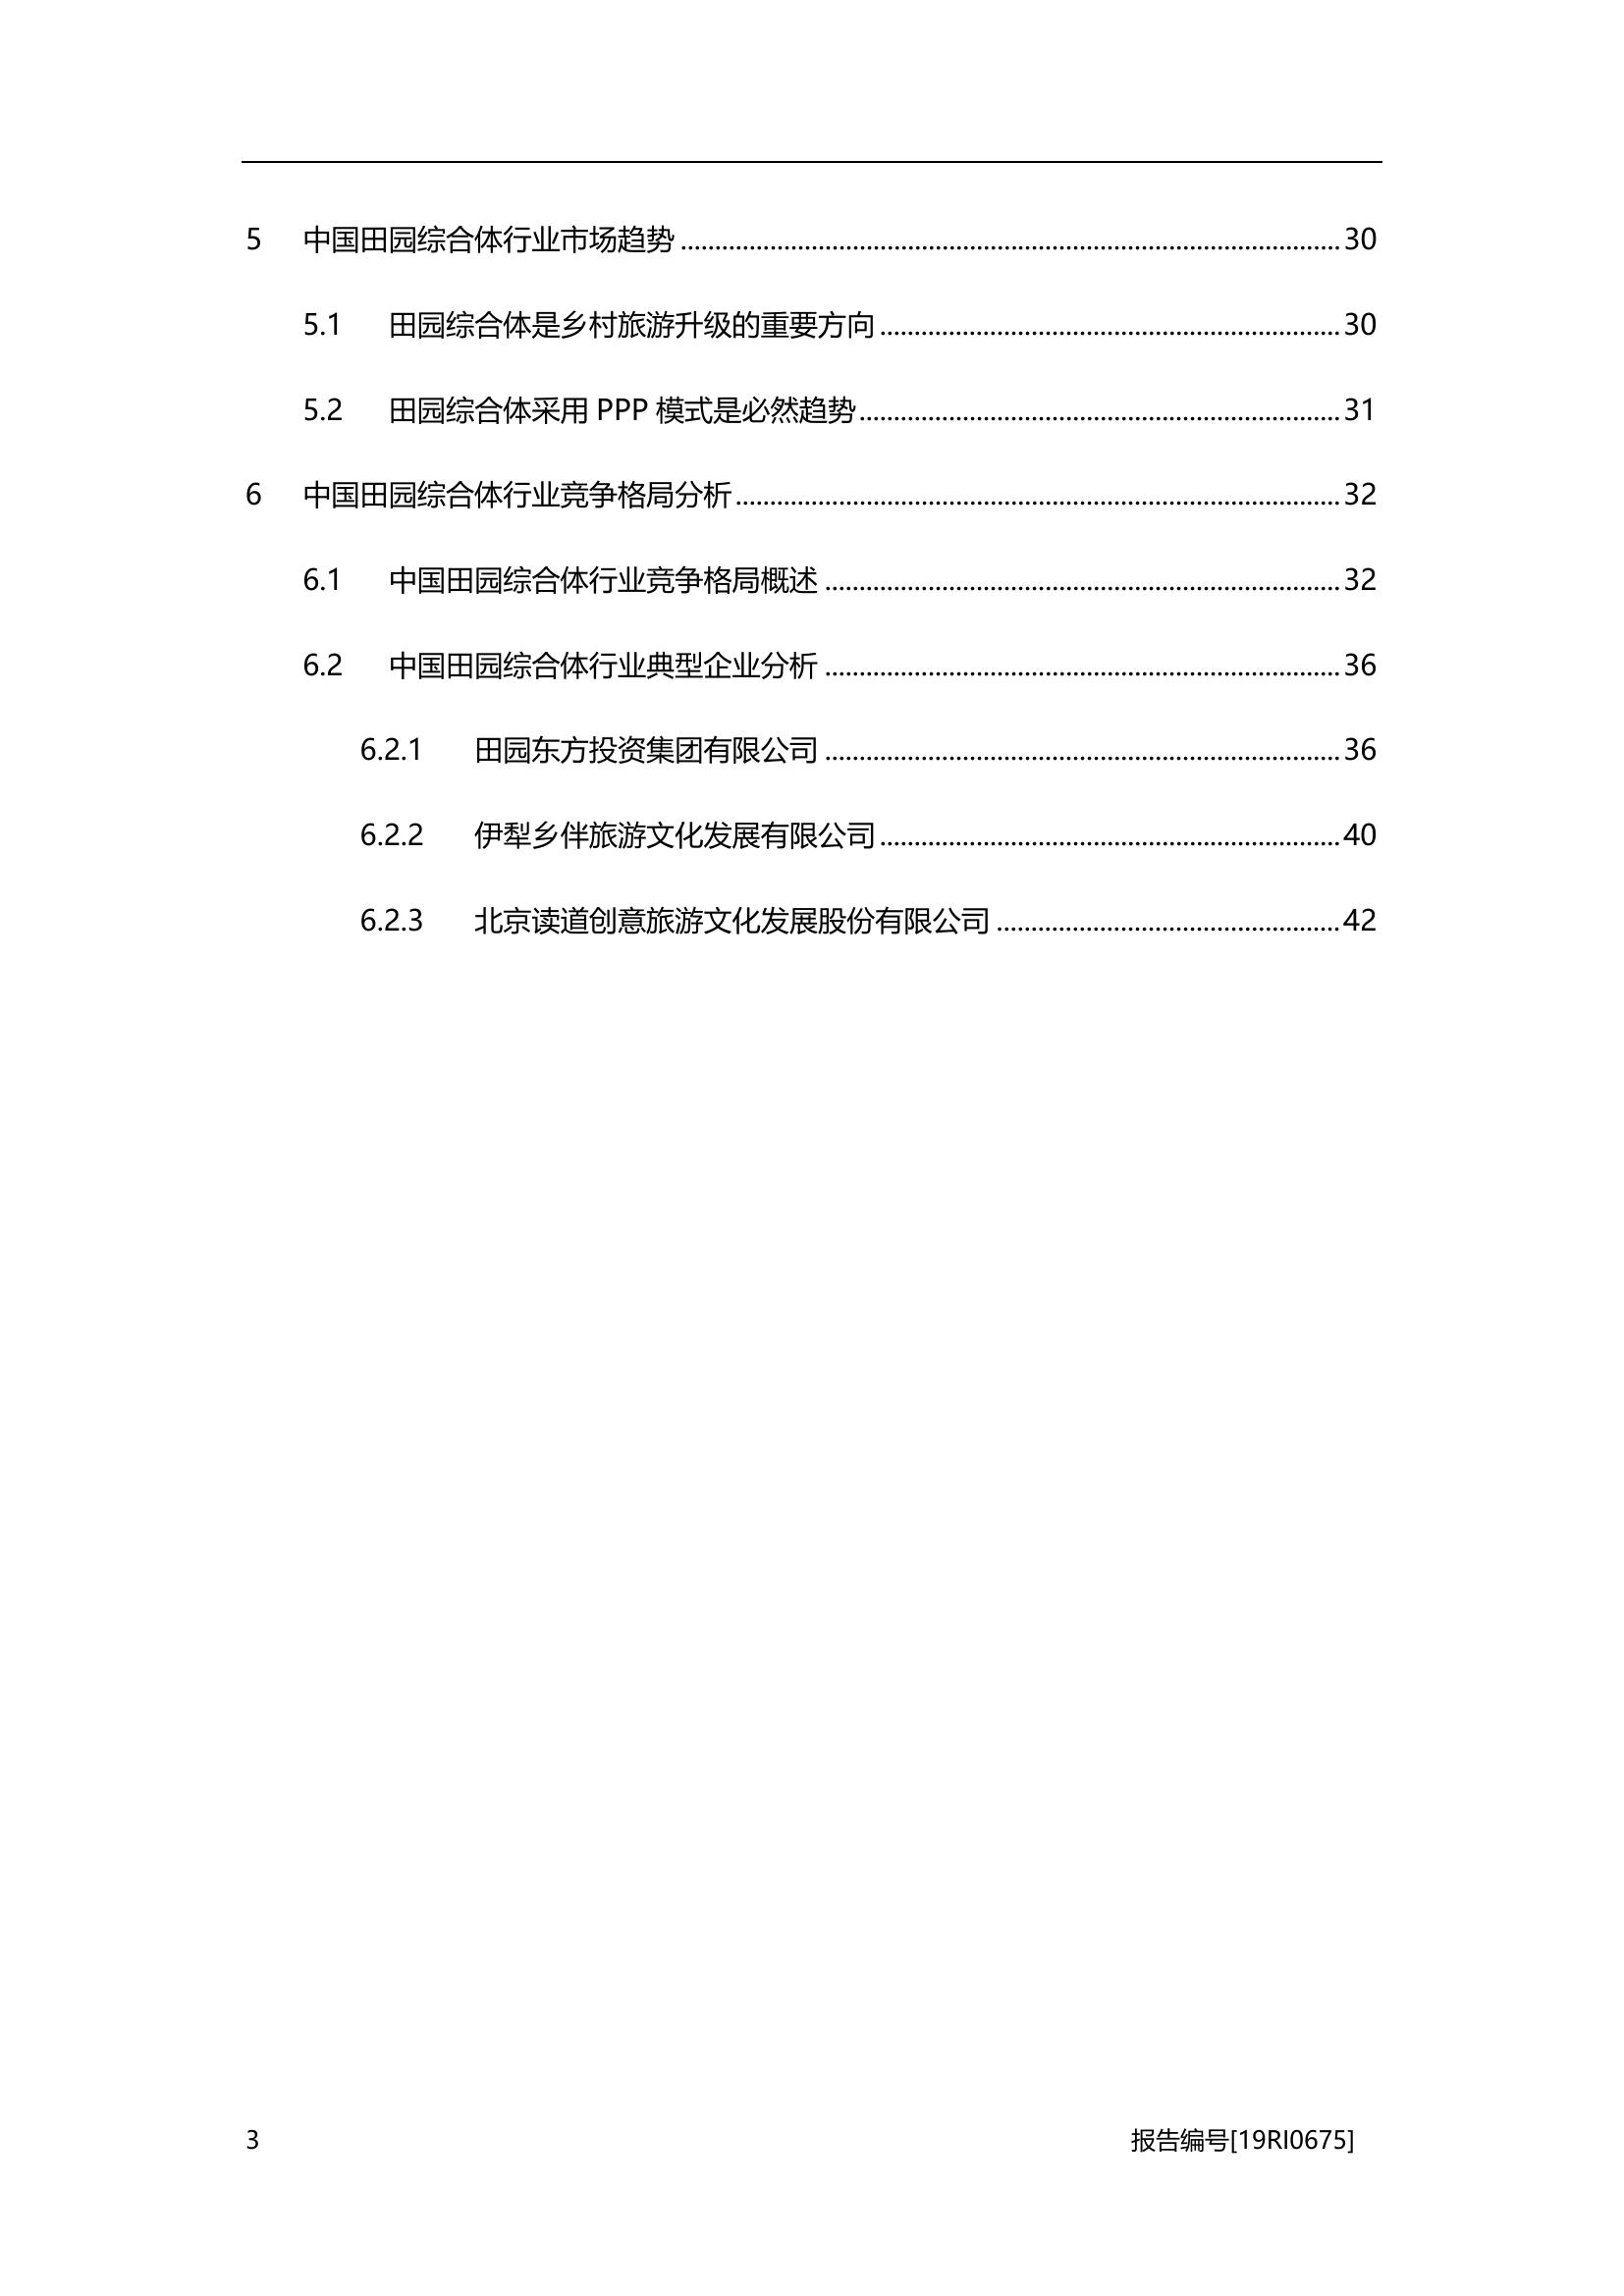 5 中国田园综合体行业市场趋势 30
5.1 田园综合体是乡村旅游升级的重要方向 30
5.2 田园综合体采用 PPP 模式是必然趋势 31
6 中国田园综合体行业竞争格局分析 32
6.1 中国田园综合体行业竞争格局概述 32
6.2 中国田园综合体行业典型企业分析 36
6.2.1 田园东方投资集团有限公司 36
6.2.2 伊犁乡伴旅游文化发展有限公司 40
6.2.3 北京读道创意旅游文化发展股份有限公司 42
3 报告编号[19RI0675]